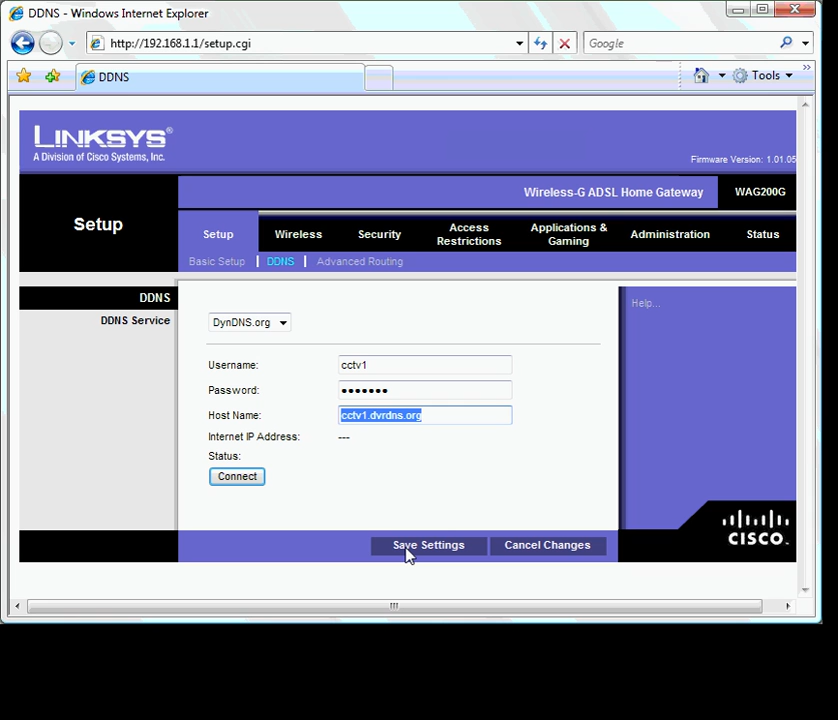 DDNS - Windows Internet Explorer
http://192.168.1.1/setup.cgi
Google
DDNS
Tools
LINKSYS®
A Division of Cisco Systems, Inc.
Firmware Version: 1.01.05
Wireless-G ADSL Home Gateway WAG200G
Setup
Setup Wireless Security Access Restrictions Applications & Gaming Administration Status
Basic Setup | DDNS | Advanced Routing
DDNS
Help...
DDNS Service
DynDNS.org
Username: cctv1
Password: •••••••
Host Name: cctv1.dvrdns.org
Internet IP Address: ---
Status:
Connect
CISCO.
Save Settings Cancel Changes